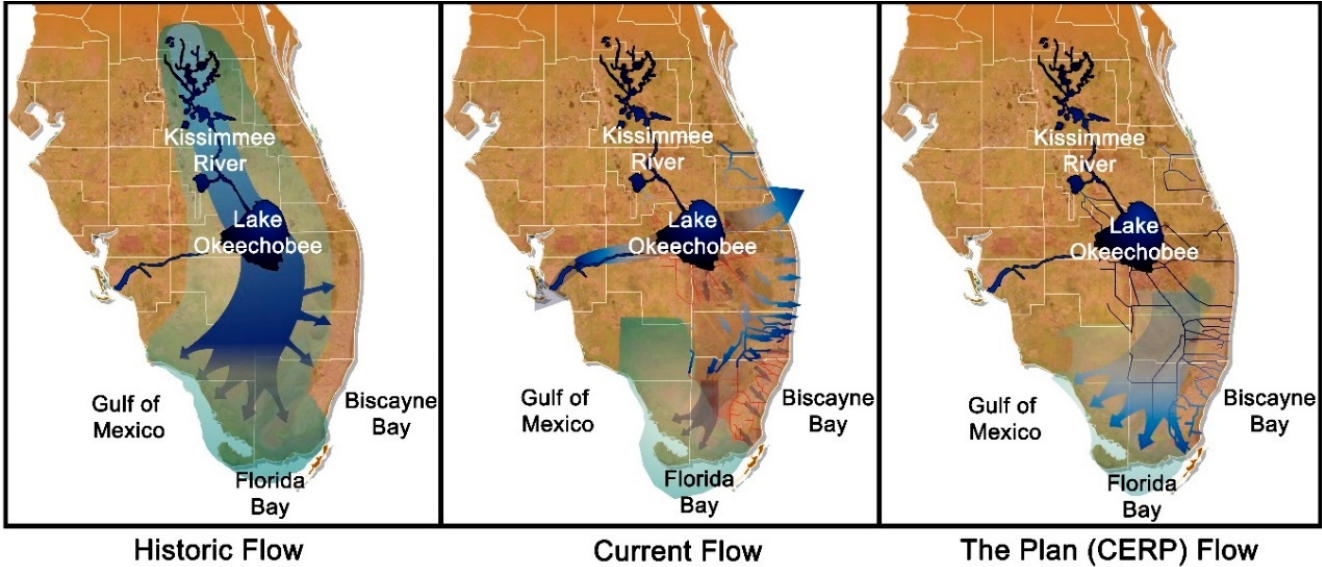 Kissimmee
River
Lake
Okeechobee
Gulf of
Mexico
Biscayne
Bay
Florida
Bay
Historic Flow
Kissimmee
River
Lake
Okeechobee
Gulf of
Mexico
Biscayne
Bay
Florida
Bay
Current Flow
Kissimmee
River
Lake
Okeechobee
Gulf of
Mexico
Biscayne
Bay
Florida
Bay
The Plan (CERP) Flow